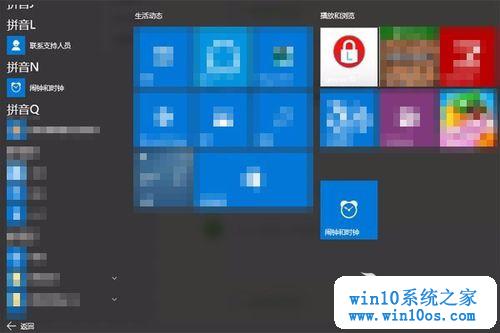 拼音J
拼音L
联系支持人员
拼音N
闹钟和时钟
拼音Q
返回
生活动态
播放和浏览
L
闹钟和时钟
win10系统之家
www.win10os.com